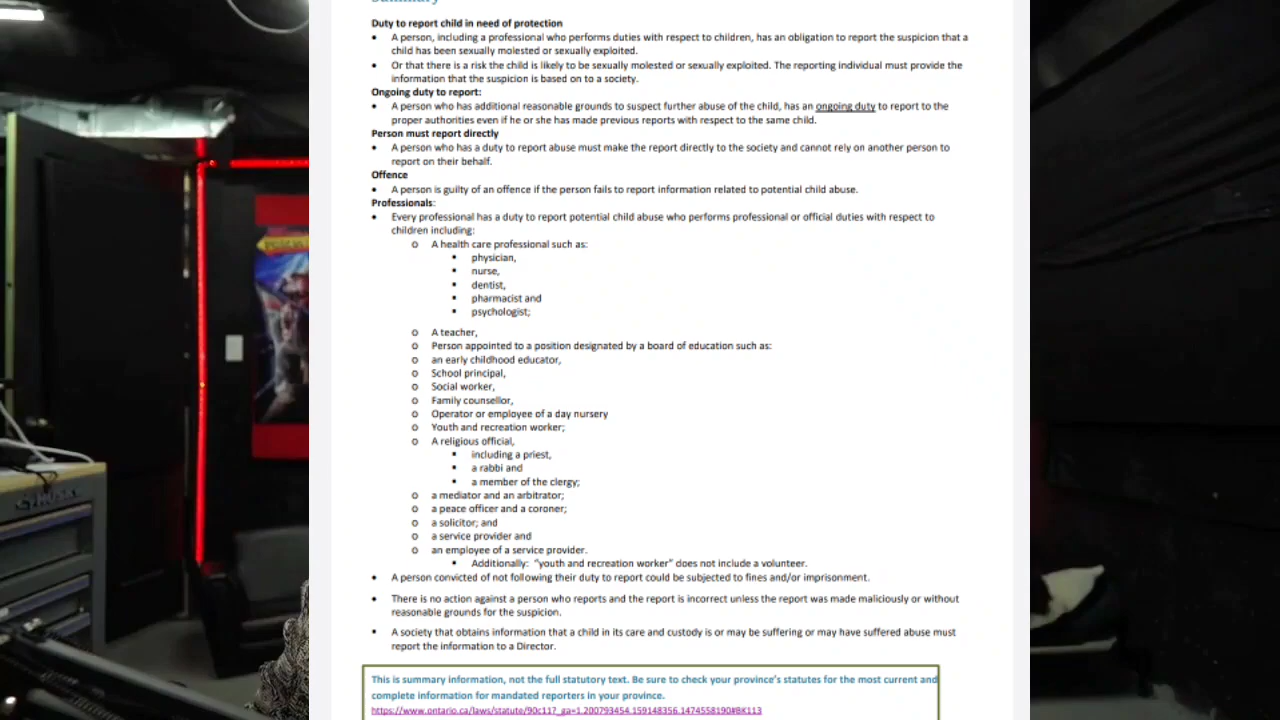 Summary
Duty to report child in need of protection
• A person, including a professional who performs duties with respect to children, has an obligation to report the suspicion that a
child has been sexually molested or sexually exploited.
• Or that there is a risk the child is likely to be sexually molested or sexually exploited. The reporting individual must provide the
information that the suspicion is based on to a society.
Ongoing duty to report:
• A person who has additional reasonable grounds to suspect further abuse of the child, has an ongoing duty to report to the
proper authorities even if he or she has made previous reports with respect to the same child.
Person must report directly
• A person who has a duty to report abuse must make the report directly to the society and cannot rely on another person to
report on their behalf.
Offence
• A person is guilty of an offence if the person fails to report information related to potential child abuse.
Professionals:
• Every professional has a duty to report potential child abuse who performs professional or official duties with respect to
children including:
o A health care professional such as:
▪ physician,
▪ nurse,
▪ dentist,
▪ pharmacist and
▪ psychologist;
o A teacher,
o Person appointed to a position designated by a board of education such as:
o an early childhood educator,
o School principal,
o Social worker,
o Family counsellor,
o Operator or employee of a day nursery
o Youth and recreation worker;
o A religious official,
▪ including a priest,
▪ a rabbi and
▪ a member of the clergy;
o a mediator and an arbitrator;
o a peace officer and a coroner;
o a solicitor; and
o a service provider and
o an employee of a service provider.
▪ Additionally: "youth and recreation worker" does not include a volunteer.
• A person convicted of not following their duty to report could be subjected to fines and/or imprisonment.
• There is no action against a person who reports and the report is incorrect unless the report was made maliciously or without
reasonable grounds for the suspicion.
• A society that obtains information that a child in its care and custody is or may be suffering or may have suffered abuse must
report the information to a Director.
This is summary information, not the full statutory text. Be sure to check your province's statutes for the most current and
complete information for mandated reporters in your province.
https://www.ontario.ca/laws/statute/90c11?_ga=1.200793454.159148356.1474558190#BK113
HUSKY